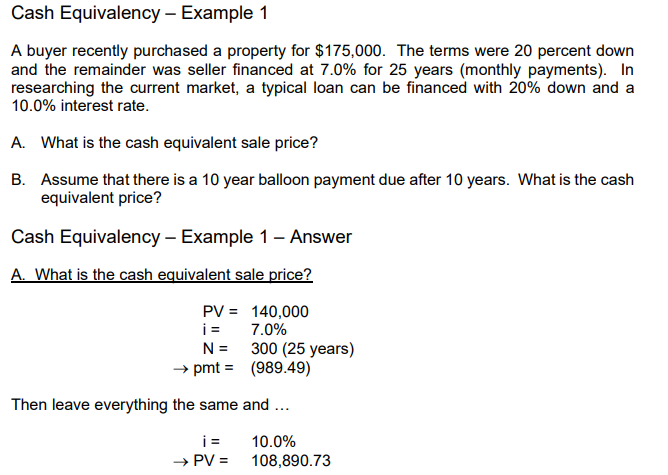 Cash Equivalency – Example 1
A buyer recently purchased a property for $175,000. The terms were 20 percent down
and the remainder was seller financed at 7.0% for 25 years (monthly payments). In
researching the current market, a typical loan can be financed with 20% down and a
10.0% interest rate.
A. What is the cash equivalent sale price?
B. Assume that there is a 10 year balloon payment due after 10 years. What is the cash
equivalent price?
Cash Equivalency – Example 1 – Answer
A. What is the cash equivalent sale price?
PV = 140,000
i = 7.0%
N = 300 (25 years)
→ pmt = (989.49)
Then leave everything the same and …
i = 10.0%
→ PV = 108,890.73